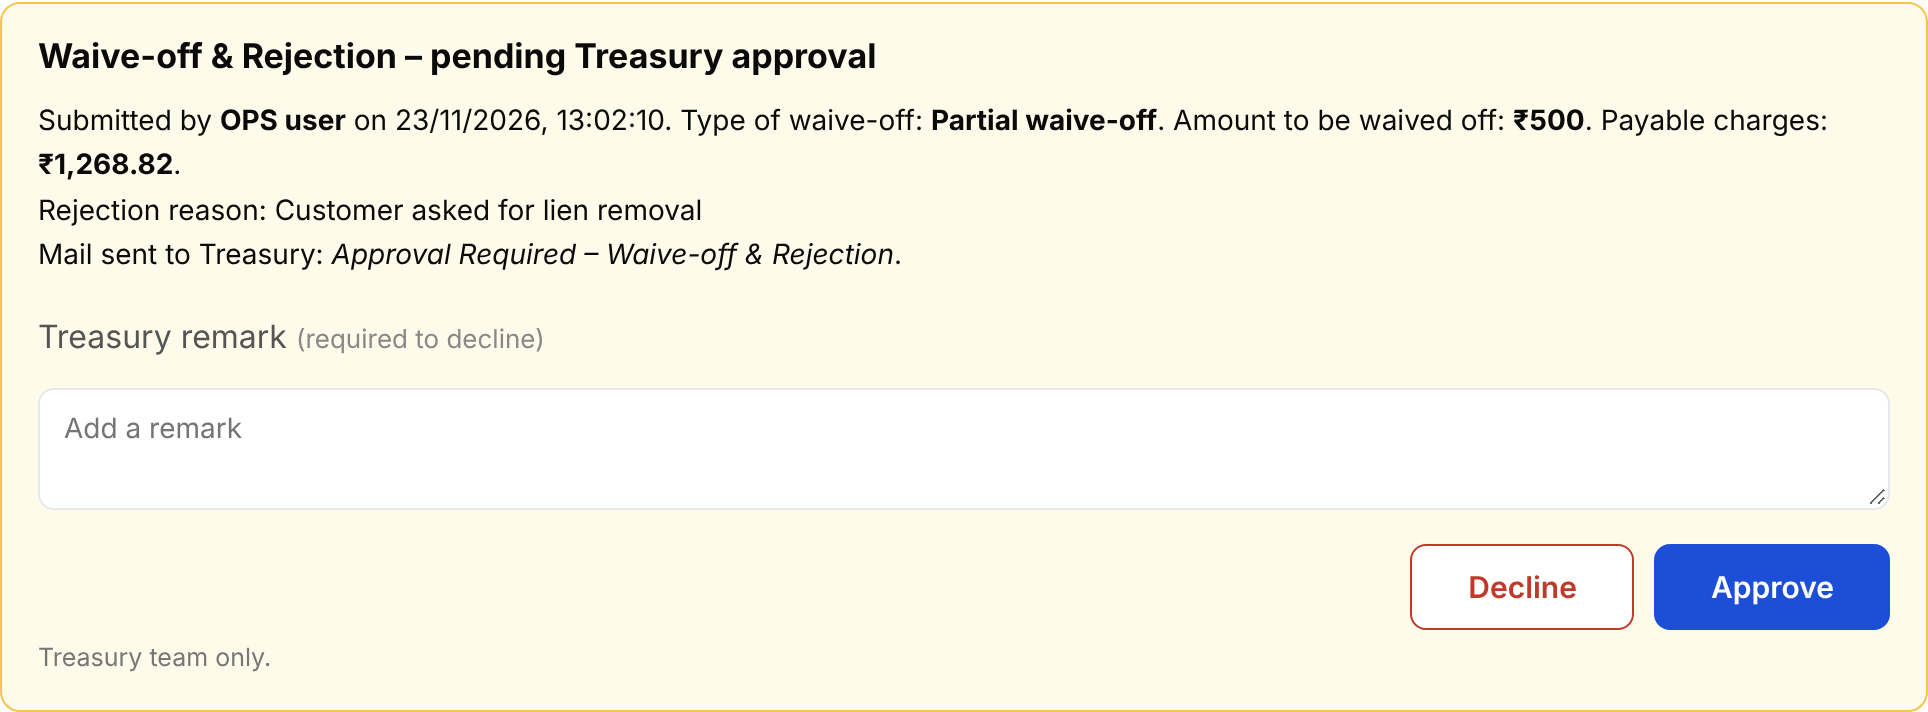 Waive-off & Rejection – pending Treasury approval
Submitted by OPS user on 23/11/2026, 13:02:10. Type of waive-off: Partial waive-off. Amount to be waived off: ₹500. Payable charges:
₹1,268.82.
Rejection reason: Customer asked for lien removal
Mail sent to Treasury: Approval Required – Waive-off & Rejection.
Treasury remark (required to decline)
Add a remark
Decline
Approve
Treasury team only.